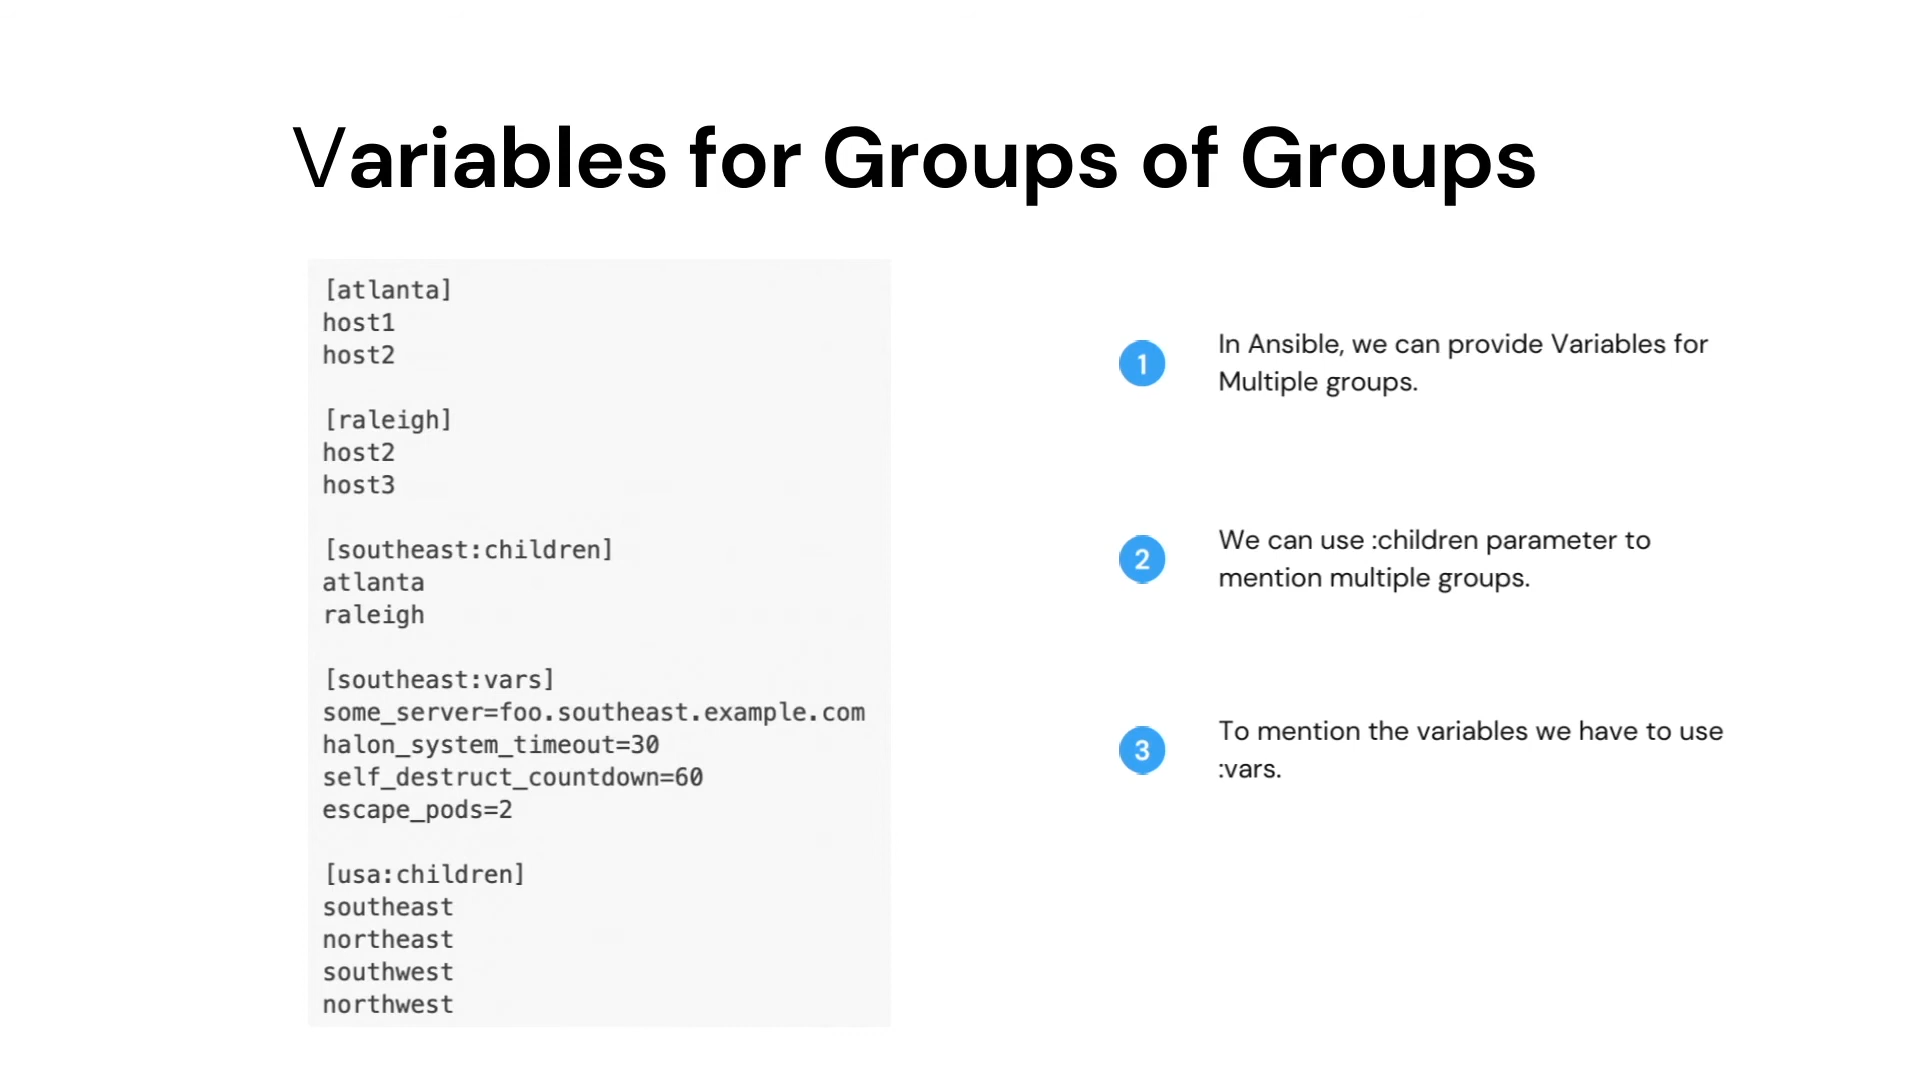 Variables for Groups of Groups
[atlanta]
host1
host2
[raleigh]
host2
host3
[southeast:children]
atlanta
raleigh
[southeast:vars]
some_server=foo.southeast.example.com
halon_system_timeout=30
self_destruct_countdown=60
escape_pods=2
[usa:children]
southeast
northeast
southwest
northwest
1
In Ansible, we can provide Variables for
Multiple groups.
2
We can use :children parameter to
mention multiple groups.
3
To mention the variables we have to use
:vars.